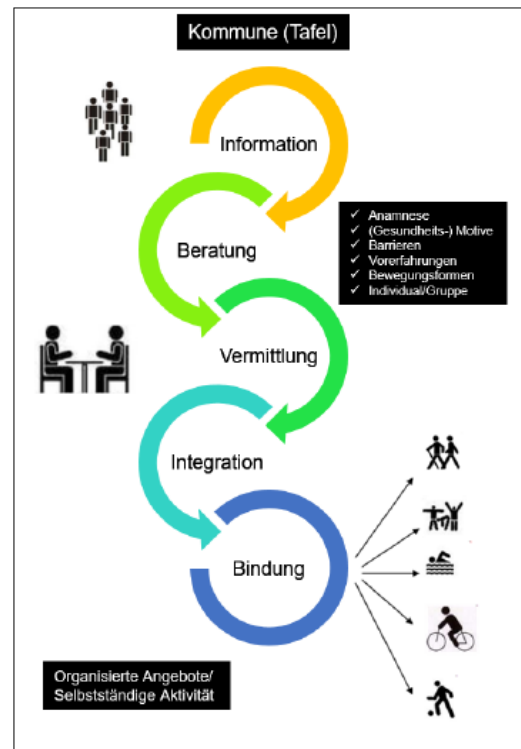 Kommune (Tafel)
Information
Beratung
✓ Anamnese
✓ (Gesundheits-) Motive
✓ Barrieren
✓ Vorerfahrungen
✓ Bewegungsformen
✓ Individual/Gruppe
Vermittlung
Integration
Bindung
Organisierte Angebote/
Selbstständige Aktivität